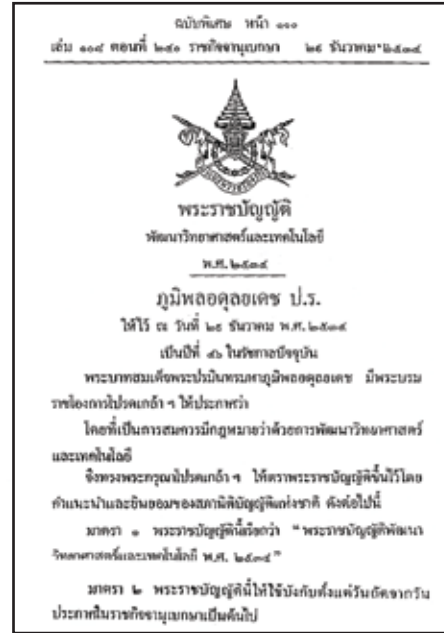 ฉบับพิเศษ หน้า ๑๐๐
เล่ม ๑๐๘ ตอนที่ ๒๔๐ ราชกิจจานุเบกษา ๒๙ ธันวาคม ๒๕๓๔
พระราชบัญญัติ
พัฒนาวิทยาศาสตร์และเทคโนโลยี
พ.ศ. ๒๕๓๔
ภูมิพลอดุลยเดช ป.ร.
ให้ไว้ ณ วันที่ ๒๙ ธันวาคม พ.ศ. ๒๕๓๔
เป็นปีที่ ๔๖ ในรัชกาลปัจจุบัน
พระบาทสมเด็จพระปรมินทรมหาภูมิพลอดุลยเดช มีพระบรม
ราชโองการโปรดเกล้า ฯ ให้ประกาศว่า
โดยที่เป็นการสมควรมีกฎหมายว่าด้วยการพัฒนาวิทยาศาสตร์
และเทคโนโลยี
จึงทรงพระกรุณาโปรดเกล้า ฯ ให้ตราพระราชบัญญัติขึ้นไว้โดย
คำแนะนำและยินยอมของสภานิติบัญญัติแห่งชาติ ดังต่อไปนี้
มาตรา ๑ พระราชบัญญัตินี้เรียกว่า “พระราชบัญญัติพัฒนา
วิทยาศาสตร์และเทคโนโลยี พ.ศ. ๒๕๓๔”
มาตรา ๒ พระราชบัญญัตินี้ให้ใช้บังคับตั้งแต่วันถัดจากวัน
ประกาศในราชกิจจานุเบกษาเป็นต้นไป